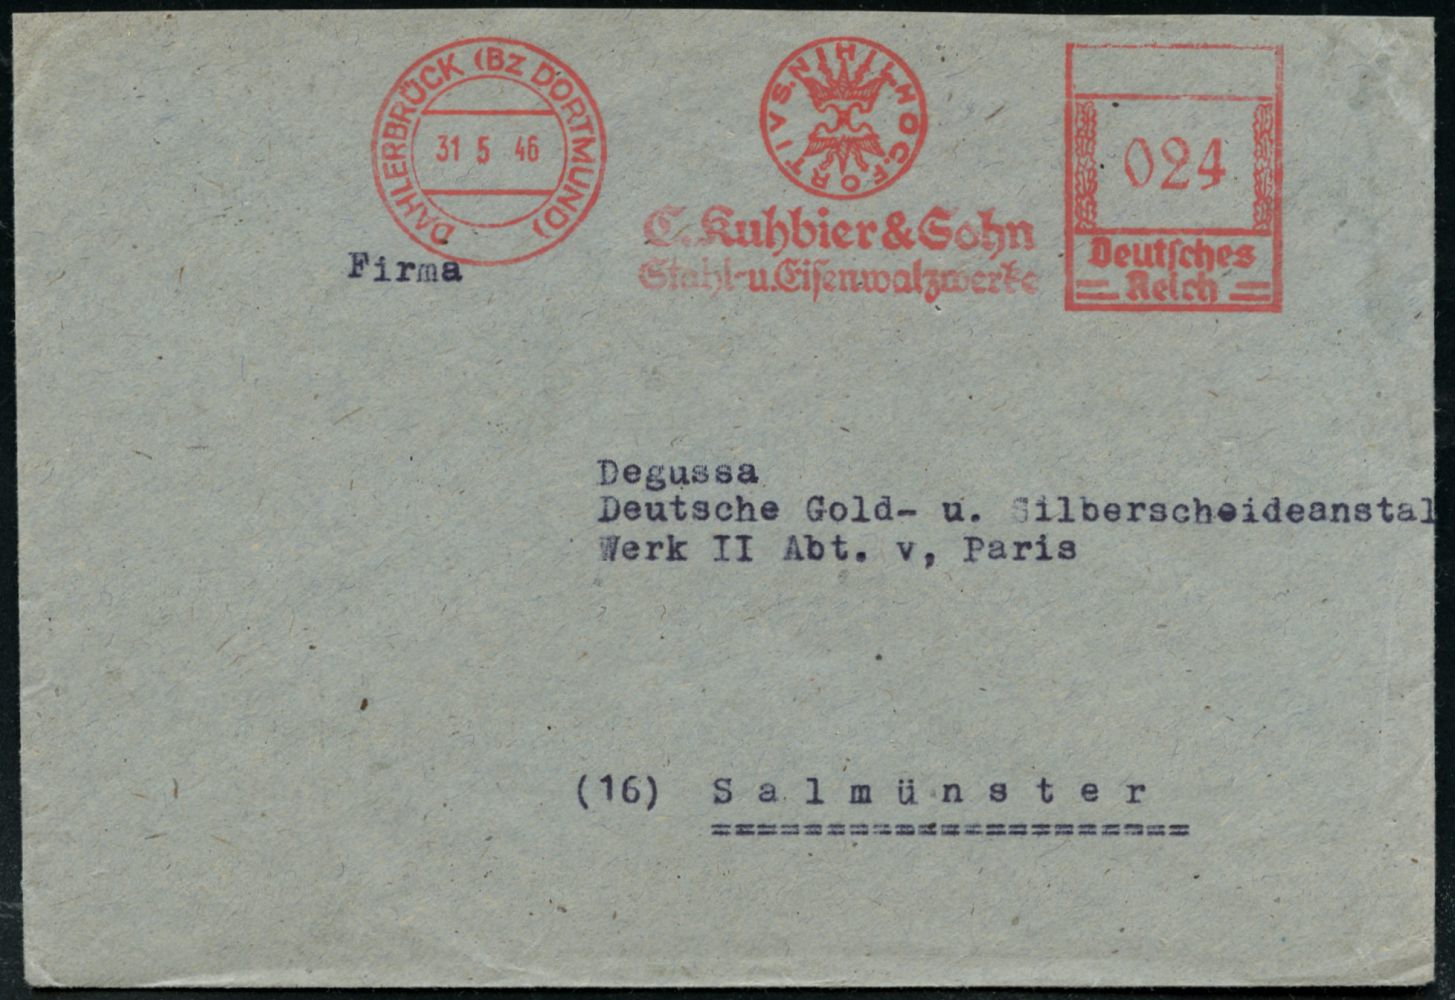 DAHLERBRÜCK (BZ DORTMUND)
31 5 46
NIHIL HOC. FORTIVS.
C. Kuhbier & Sohn
Stahl- u. Eisenwalzwerke
024
Deutsches
Reich
Firma
Degussa
Deutsche Gold- u. Silberscheideanstal
Werk II Abt. v, Paris
(16) Salmünster
=====================